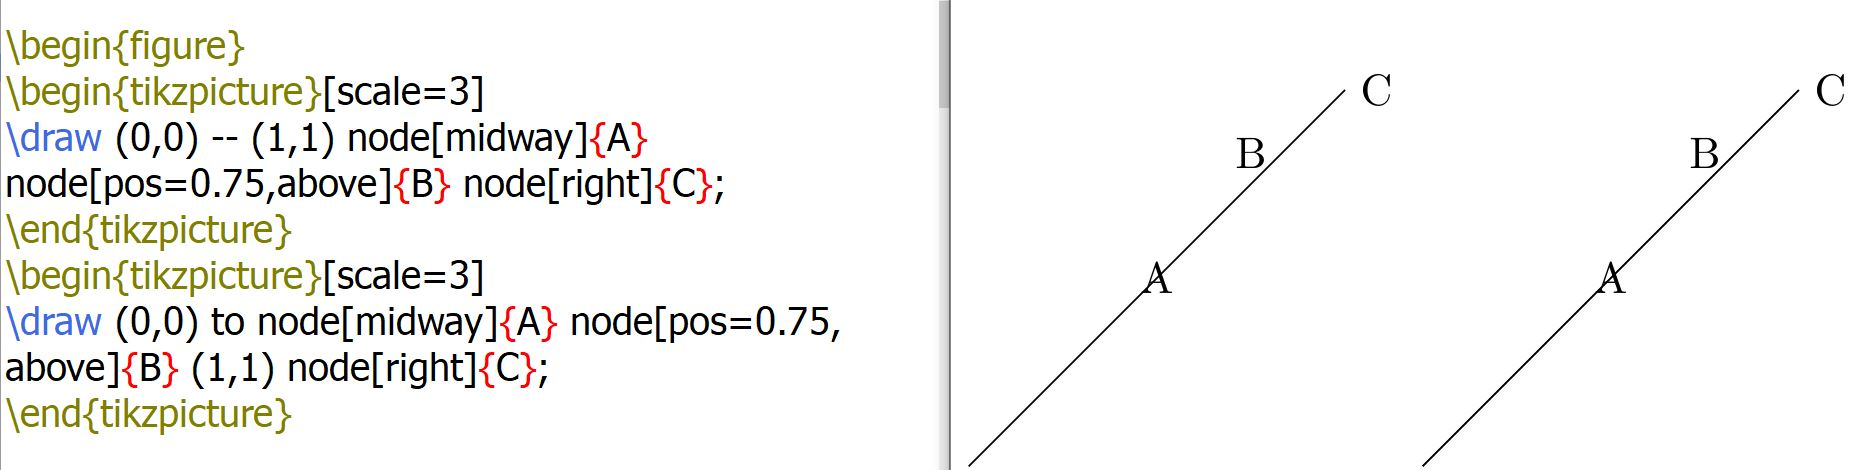 \begin{figure}
\begin{tikzpicture}[scale=3]
\draw (0,0) -- (1,1) node[midway]{A}
node[pos=0.75,above]{B} node[right]{C};
\end{tikzpicture}
\begin{tikzpicture}[scale=3]
\draw (0,0) to node[midway]{A} node[pos=0.75,
above]{B} (1,1) node[right]{C};
\end{tikzpicture}
C
B
A
C
B
A